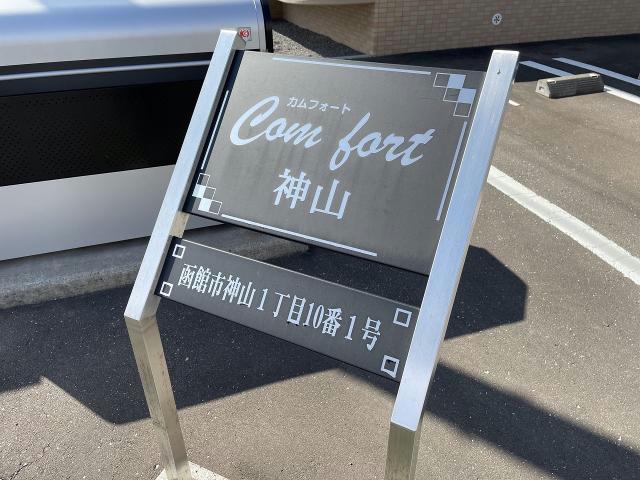 カムフォート
Com fort
神山
函館市神山1丁目10番1号